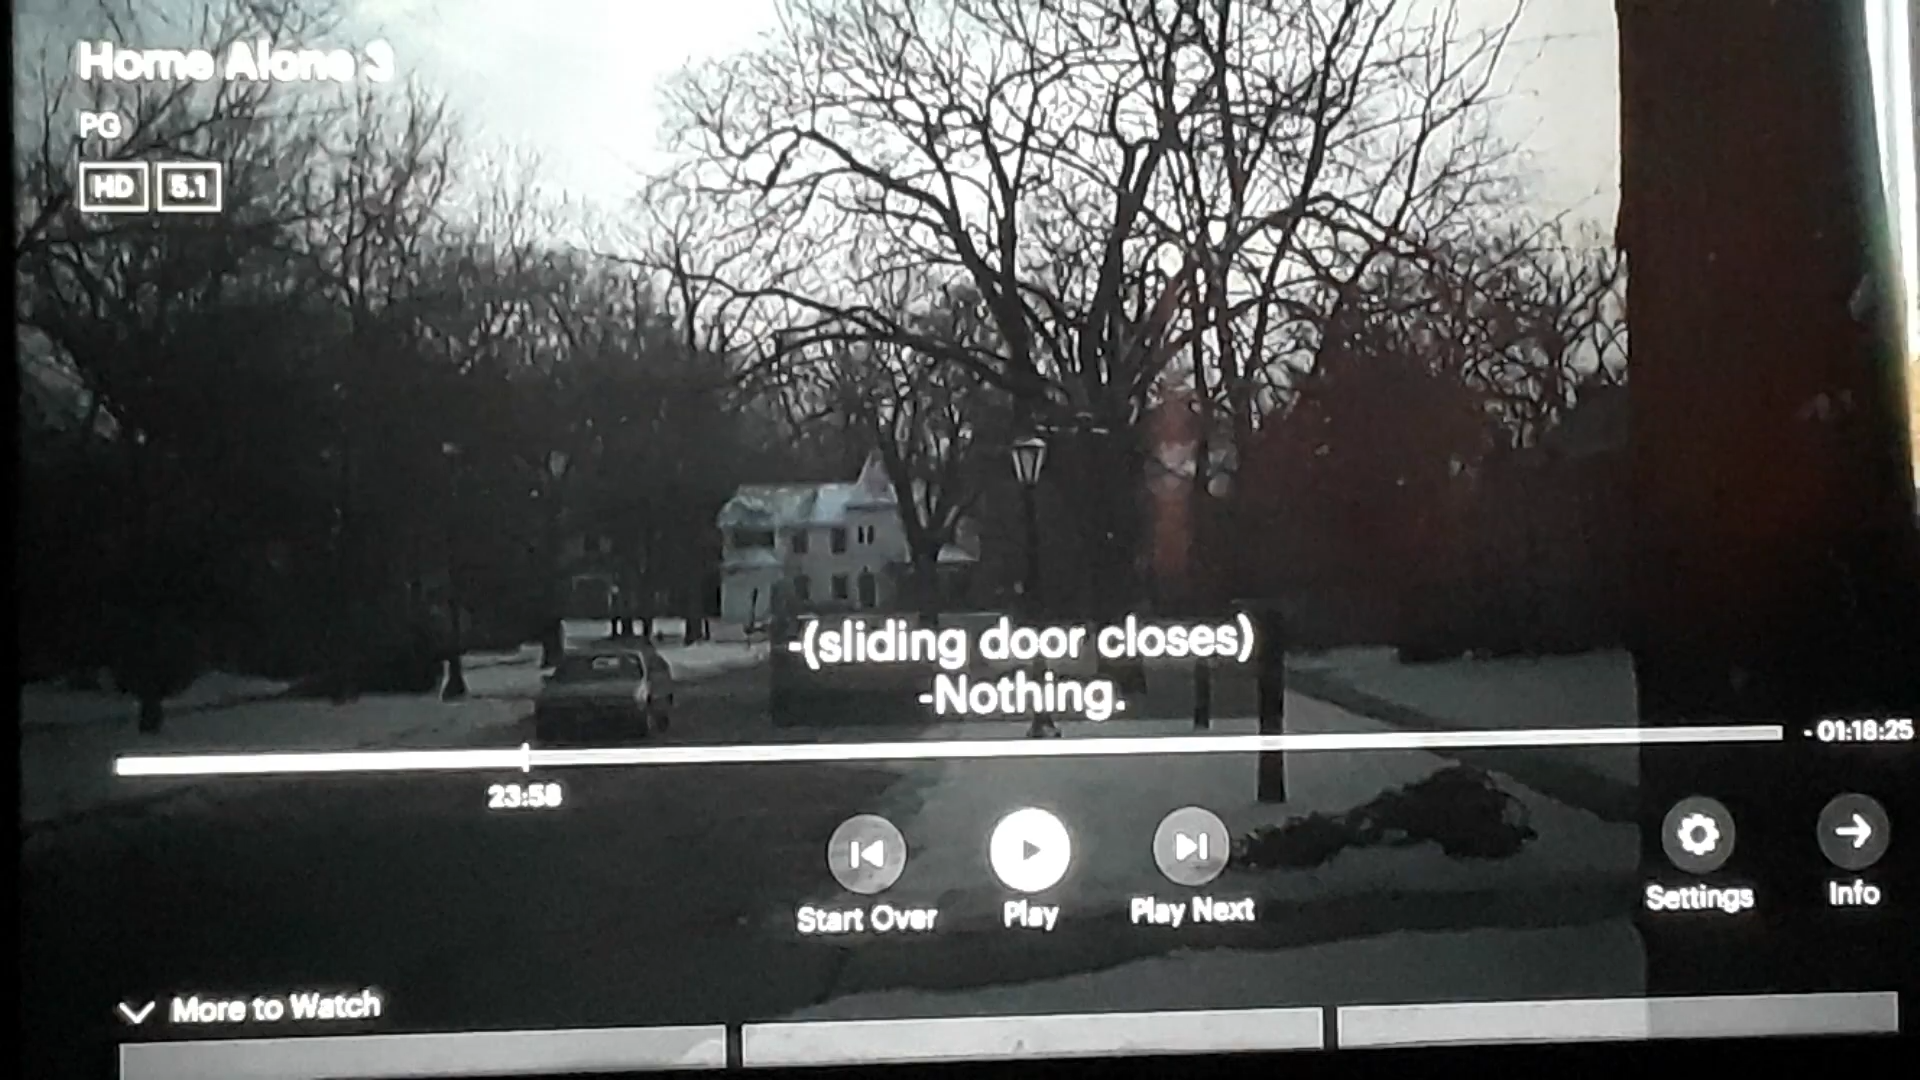 Home Alone 3
PG
HD 5.1
-(sliding door closes)
-Nothing.
- 01:18:25
23:58
Start Over
Play
Play Next
Settings
Info
More to Watch